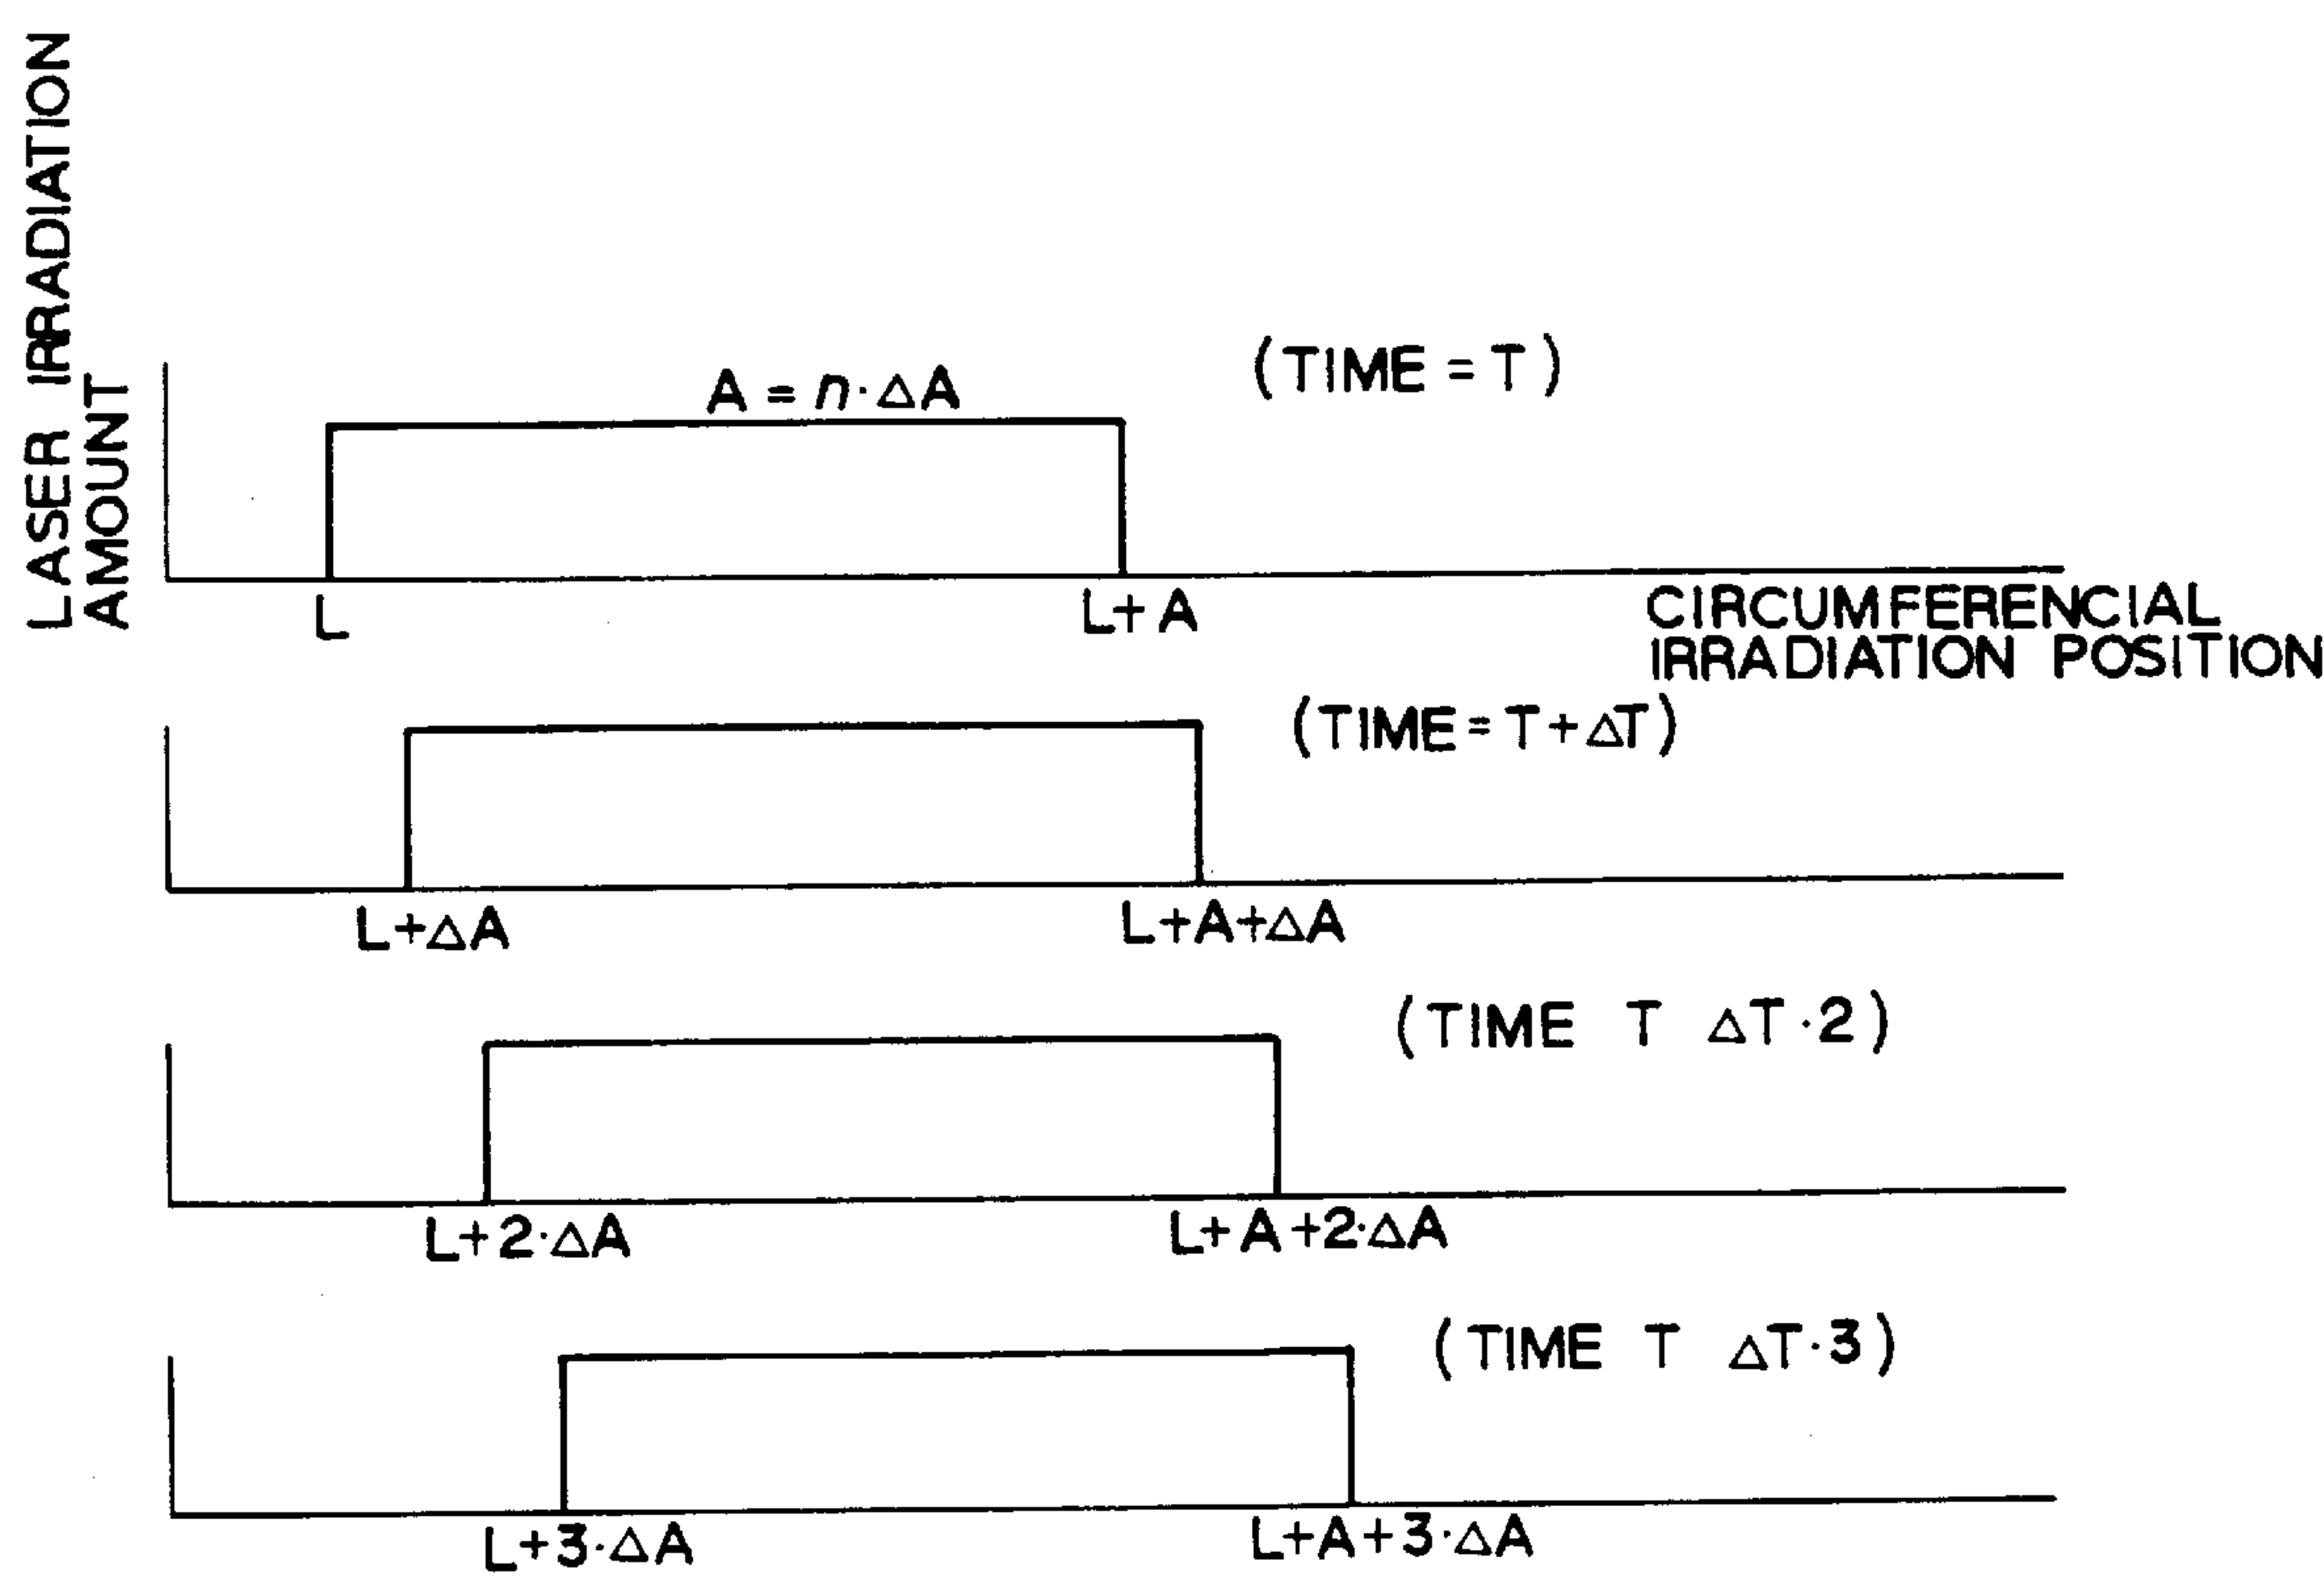 LASER IRRADIATION
AMOUNT
A = n·ΔA
(TIME = T)
L
L+A
CIRCUMFERENCIAL
IRRADIATION POSITION
(TIME=T+ΔT)
L+ΔA
L+A+ΔA
(TIME T ΔT·2)
L+2·ΔA
L+A+2·ΔA
(TIME T ΔT·3)
L+3·ΔA
L+A+3·ΔA